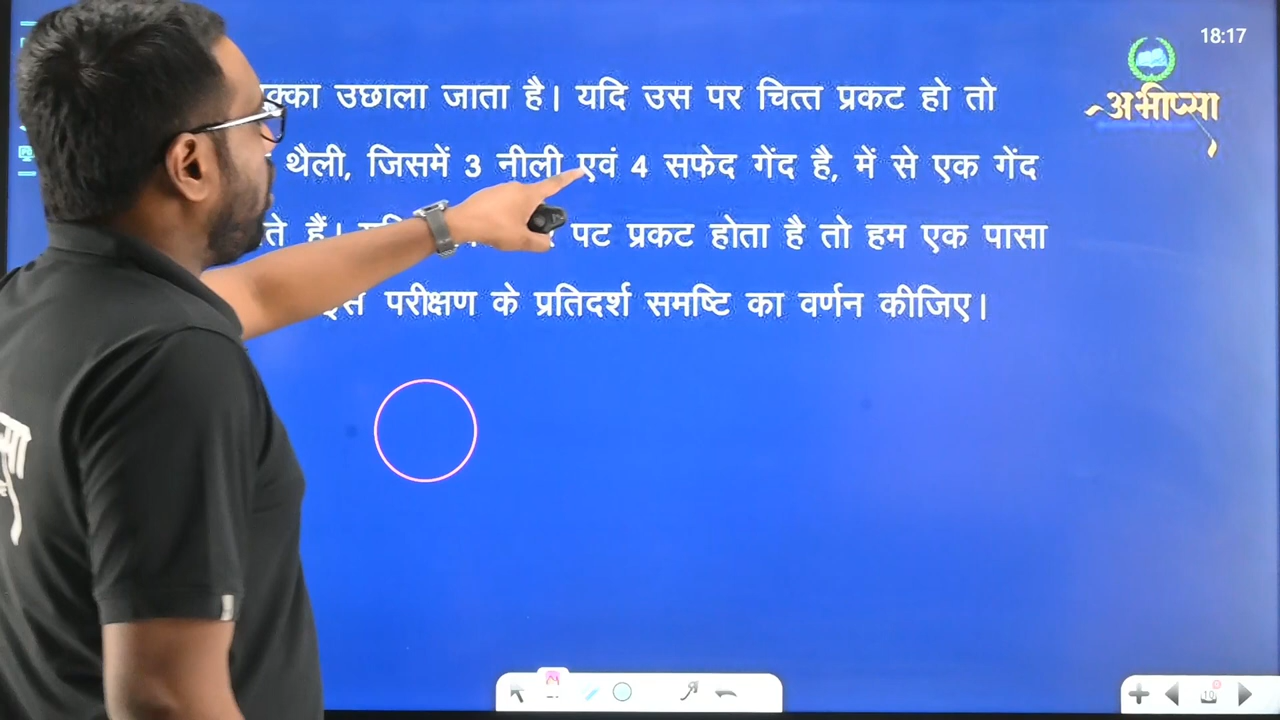 18:17
अभीप्सा
उछाला जाता है। यदि उस पर चित्त प्रकट हो तो
थैली, जिसमें 3 नीली एवं 4 सफेद गेंद है, में से एक गेंद
हैं। पट प्रकट होता है तो हम एक पासा
परीक्षण के प्रतिदर्श समष्टि का वर्णन कीजिए।
10